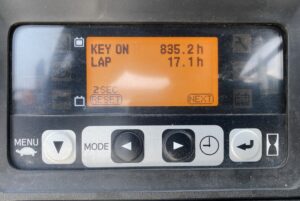 KEY ON 835.2 h
LAP 17.1 h
2SEC
RESET NEXT
MENU MODE